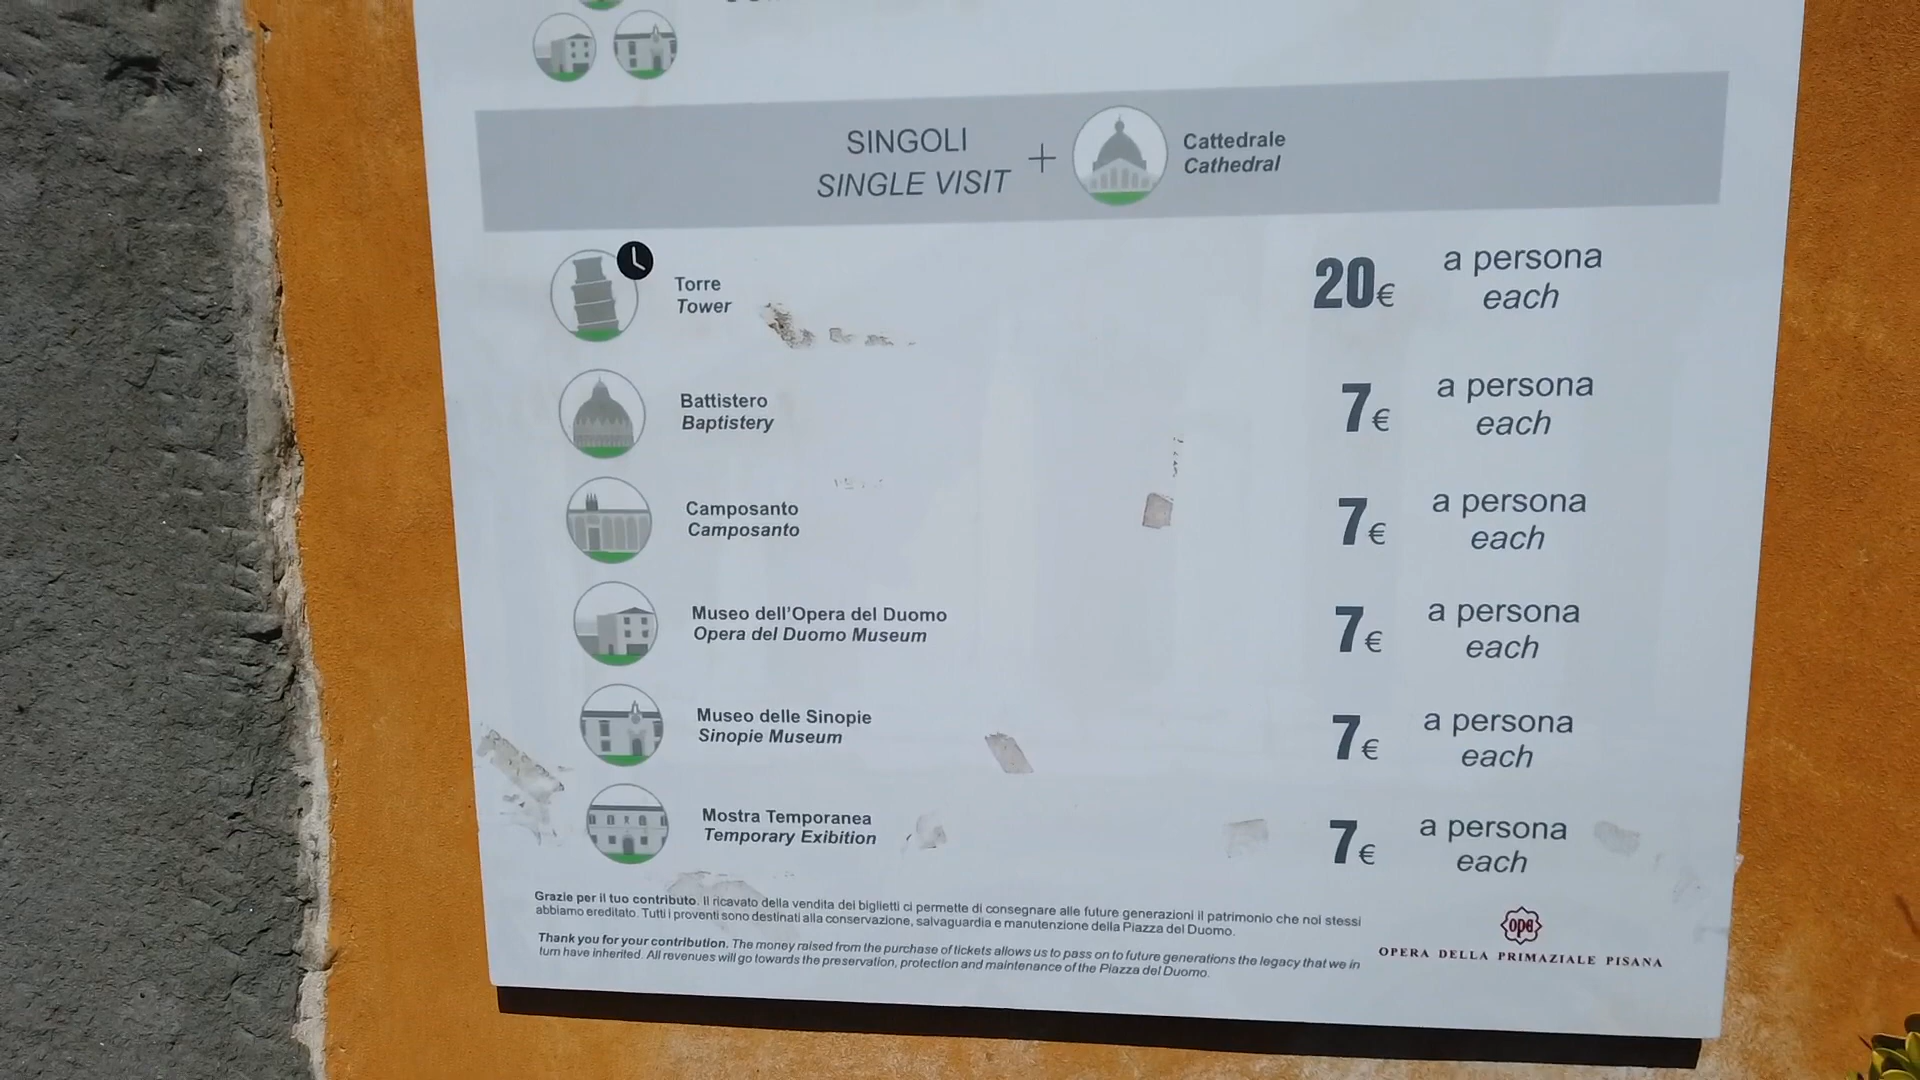 SINGOLI
SINGLE VISIT
+
Cattedrale
Cathedral
Torre
Tower
20€
a persona
each
Battistero
Baptistery
7€
a persona
each
Camposanto
Camposanto
7€
a persona
each
Museo dell'Opera del Duomo
Opera del Duomo Museum
7€
a persona
each
Museo delle Sinopie
Sinopie Museum
7€
a persona
each
Mostra Temporanea
Temporary Exibition
7€
a persona
each
Grazie per il tuo contributo. Il ricavato della vendita dei biglietti ci permette di consegnare alle future generazioni il patrimonio che noi stessi
abbiamo ereditato. Tutti i proventi sono destinati alla conservazione, salvaguardia e manutenzione della Piazza del Duomo.
Thank you for your contribution. The money raised from the purchase of tickets allows us to pass on to future generations the legacy that we in
turn have inherited. All revenues will go towards the preservation, protection and maintenance of the Piazza del Duomo.
opa
OPERA DELLA PRIMAZIALE PISANA